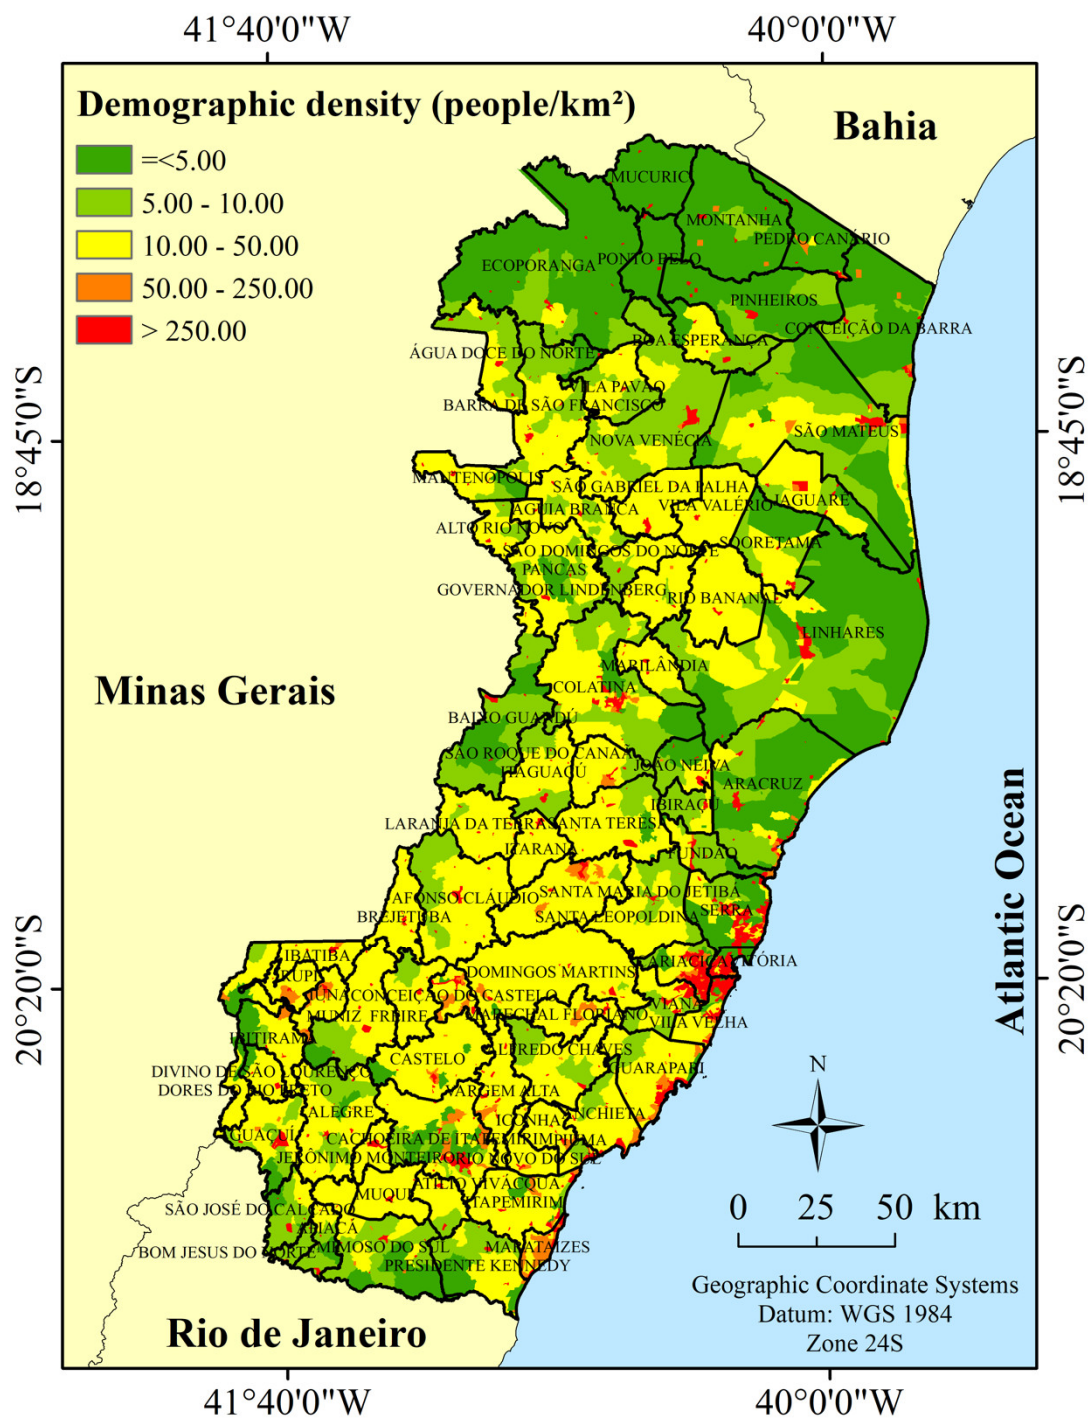 41°40'0"W
40°0'0"W
Demographic density (people/km²)
=<5.00
5.00 - 10.00
10.00 - 50.00
50.00 - 250.00
> 250.00
Bahia
MUCURIC
MONTANHA
PEDRO CANÁRIO
ECOPORANGA
PONTO BELO
PINHEIROS
CONCEIÇÃO DA BARRA
BOA ESPERANÇA
ÁGUA DOCE DO NORTE
VILA PAVÃO
BARRA DE SÃO FRANCISCO
SÃO MATEUS
NOVA VENÉCIA
18°45'0"S
18°45'0"S
MANTENÓPOLIS
SÃO GABRIEL DA PALHA
JAGUARÉ
VILA VALÉRIO
ÁGUIA BRANCA
ALTO RIO NOVO
SOORETAMA
SÃO DOMINGOS DO NORTE
PANCAS
GOVERNADOR LINDENBERG
RIO BANANAL
LINHARES
MARILÂNDIA
COLATINA
Minas Gerais
BAIXO GUANDÚ
SÃO ROQUE DO CANAÃ
JOÃO NEIVA
ITAGUAÇÚ
ARACRUZ
IBIRAÇU
LARANJA DA TERRA
SANTA TERES
ITARANA
FUNDÃO
Atlantic Ocean
SANTA MARIA DO JETIBÁ
AFONSO CLÁUDIO
SERRA
BREJETUBA
SANTA LEOPOLDINA
IBATIBA
CARIACICA
VITÓRIA
DOMINGOS MARTINS
IRUPI
20°20'0"S
20°20'0"S
IUNA
CONCEIÇÃO DO CASTELO
VIANA
MUNIZ FREIRE
MARECHAL FLORIANO
VILA VELHA
IBITIRAMA
ALFREDO CHAVES
CASTELO
GUARAPARI
DIVINO DE SÃO LOURENÇO
DORES DO RIO PRETO
VARGEM ALTA
N
ALEGRE
ICONHA
ANCHIETA
GUAÇUÍ
CACHOEIRA DE ITAPEMIRIM
PIÚMA
JERÔNIMO MONTEIRO
RIO NOVO DO SUL
ATÍLIO VIVÁCQUA
MUQUI
ITAPEMIRIM
SÃO JOSÉ DO CALÇADO
APIACÁ
0 25 50 km
BOM JESUS DO NORTE
MIMOSO DO SUL
MARATAÍZES
PRESIDENTE KENNEDY
Geographic Coordinate Systems
Datum: WGS 1984
Zone 24S
Rio de Janeiro
41°40'0"W
40°0'0"W